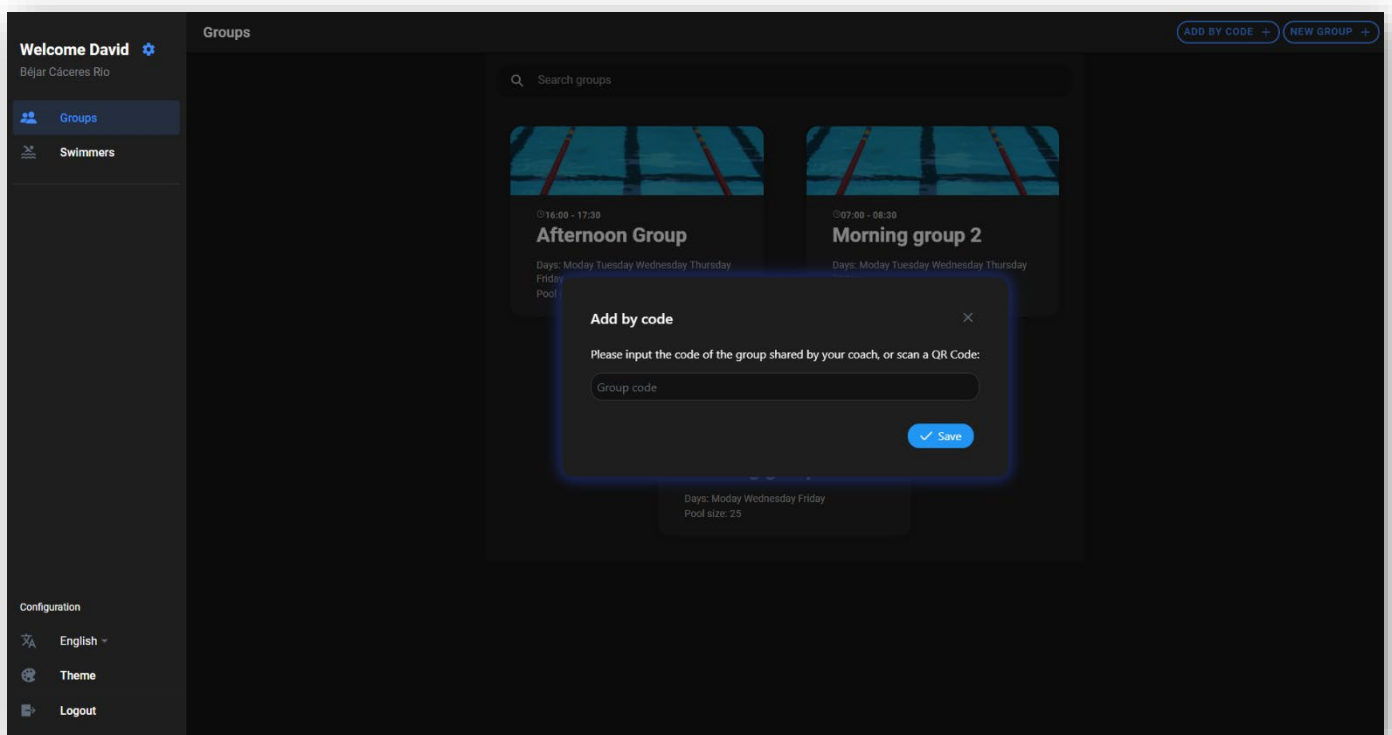 Welcome David
Béjar Cáceres Rio
Groups
Swimmers
Configuration
English
Theme
Logout
Groups
ADD BY CODE +
NEW GROUP +
Search groups
16:00 - 17:30
Afternoon Group
Days: Moday Tuesday Wednesday Thursday
Friday
Pool
07:00 - 08:30
Morning group 2
Days: Moday Tuesday Wednesday Thursday
Add by code
Please input the code of the group shared by your coach, or scan a QR Code:
Group code
Save
Days: Moday Wednesday Friday
Pool size: 25